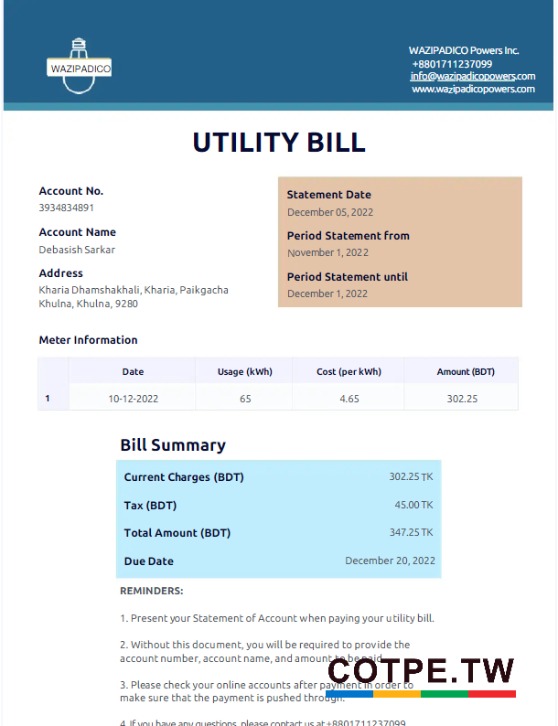 WAZIPADICO
WAZIPADICO Powers Inc.
+8801711237099
info@wazipadicopowers.com
www.wazipadicopowers.com
UTILITY BILL
Account No.
3934834891
Account Name
Debasish Sarkar
Address
Kharia Dhamshakhali, Kharia, Paikgacha
Khulna, Khulna, 9280
Statement Date
December 05, 2022
Period Statement from
November 1, 2022
Period Statement until
December 1, 2022
Meter Information
Date Usage (kWh) Cost (per kWh) Amount (BDT)
1 10-12-2022 65 4.65 302.25
Bill Summary
Current Charges (BDT) 302.25 TK
Tax (BDT) 45.00 TK
Total Amount (BDT) 347.25 TK
Due Date December 20, 2022
REMINDERS:
1. Present your Statement of Account when paying your utility bill.
2. Without this document, you will be required to provide the
account number, account name, and amount to be paid.
3. Please check your online accounts after payment in order to
make sure that the payment is pushed through.
4. If you have any questions, please contact us at +8801711237099
COTPE.TW